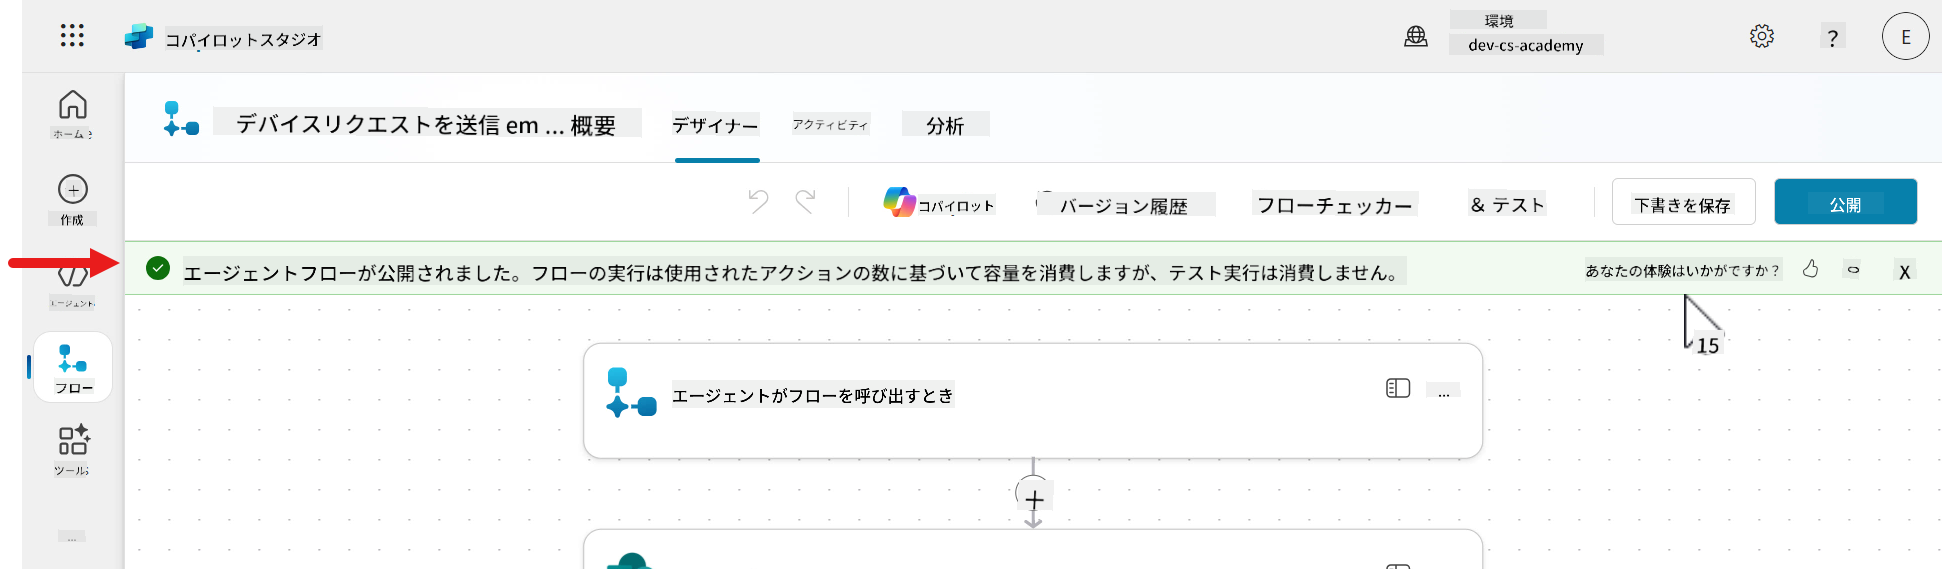 コパイロットスタジオ
環境
dev-cs-academy
?
E
ホーム
作成
エージェント
フロー
ツール
...
デバイスリクエストを送信 em ... 概要
デザイナー
アクティビティ
分析
コパイロット
バージョン履歴
フローチェッカー
& テスト
下書きを保存
公開
エージェントフローが公開されました。フローの実行は使用されたアクションの数に基づいて容量を消費しますが、テスト実行は消費しません。
あなたの体験はいかがですか?
X
15
エージェントがフローを呼び出すとき
...